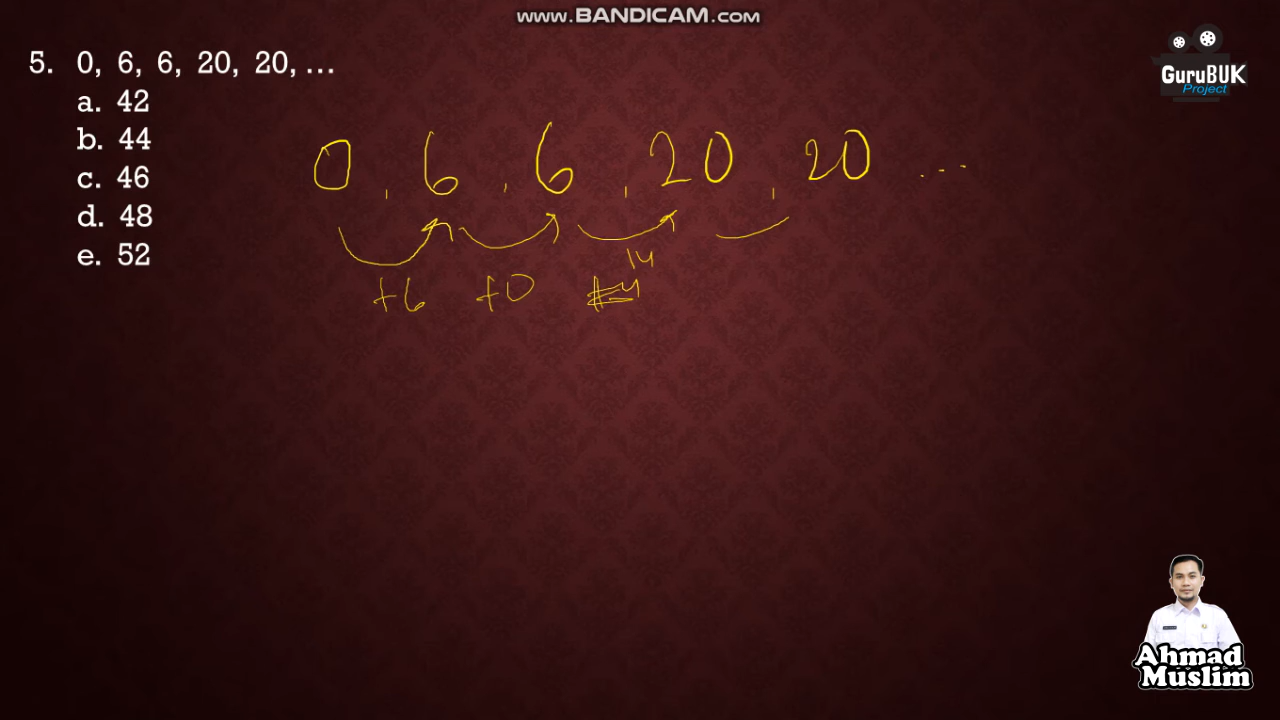 www.BANDICAM.com
GuruBUK
Project
5. 0, 6, 6, 20, 20, ...
a. 42
b. 44
c. 46
d. 48
e. 52
0, 6, 6, 20, 20 ...
14
+6 +0
Ahmad
Muslim